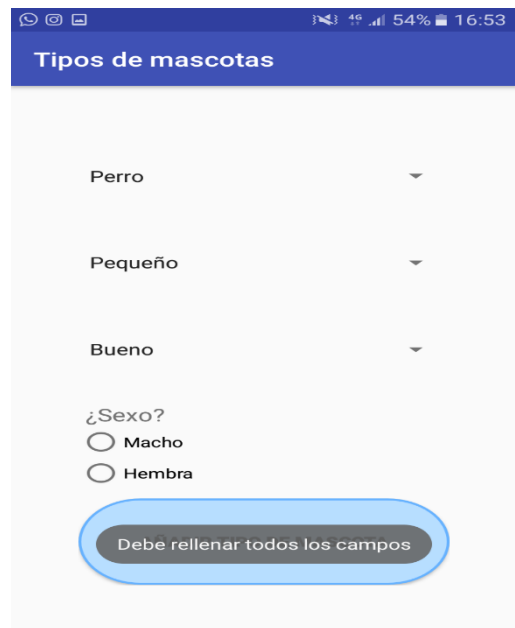 54% 16:53
Tipos de mascotas
Perro
Pequeño
Bueno
¿Sexo?
Macho
Hembra
Debe rellenar todos los campos